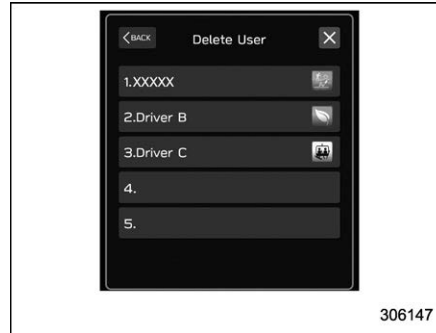 BACK
Delete User
1.XXXXX
2.Driver B
3.Driver C
4.
5.
306147